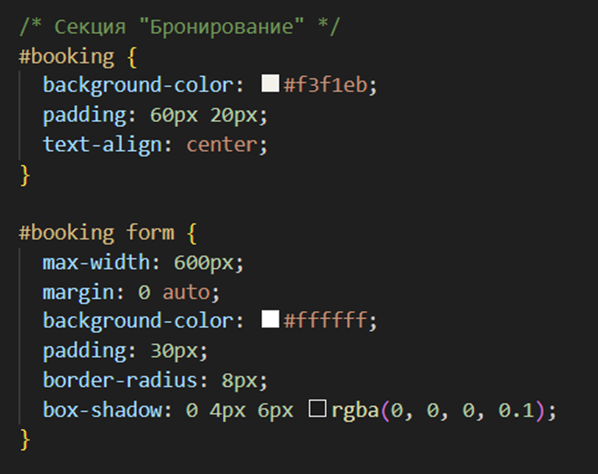 /* Секция "Бронирование" */
#booking {
  background-color: #f3f1eb;
  padding: 60px 20px;
  text-align: center;
}

#booking form {
  max-width: 600px;
  margin: 0 auto;
  background-color: #ffffff;
  padding: 30px;
  border-radius: 8px;
  box-shadow: 0 4px 6px rgba(0, 0, 0, 0.1);
}